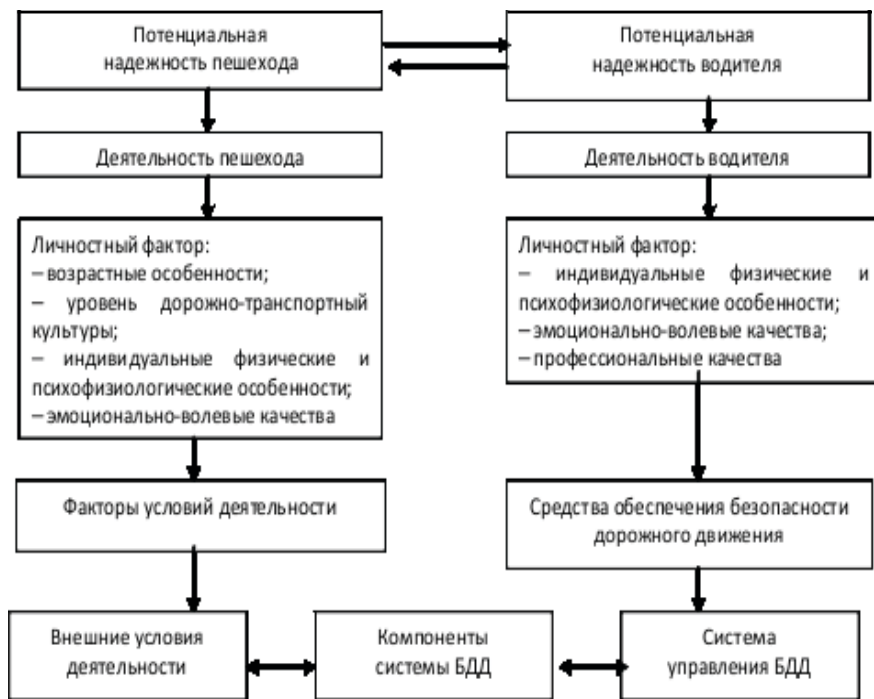 Потенциальная
надежность пешехода
Потенциальная
надежность водителя
Деятельность пешехода
Деятельность водителя
Личностный фактор:
– возрастные особенности;
– уровень дорожно-транспортный
культуры;
– индивидуальные физические и
психофизиологические особенности;
– эмоционально-волевые качества
Личностный фактор:
– индивидуальные физические и
психофизиологические особенности;
– эмоционально-волевые качества;
– профессиональные качества
Факторы условий деятельности
Средства обеспечения безопасности
дорожного движения
Внешние условия
деятельности
Компоненты
системы БДД
Система
управления БДД